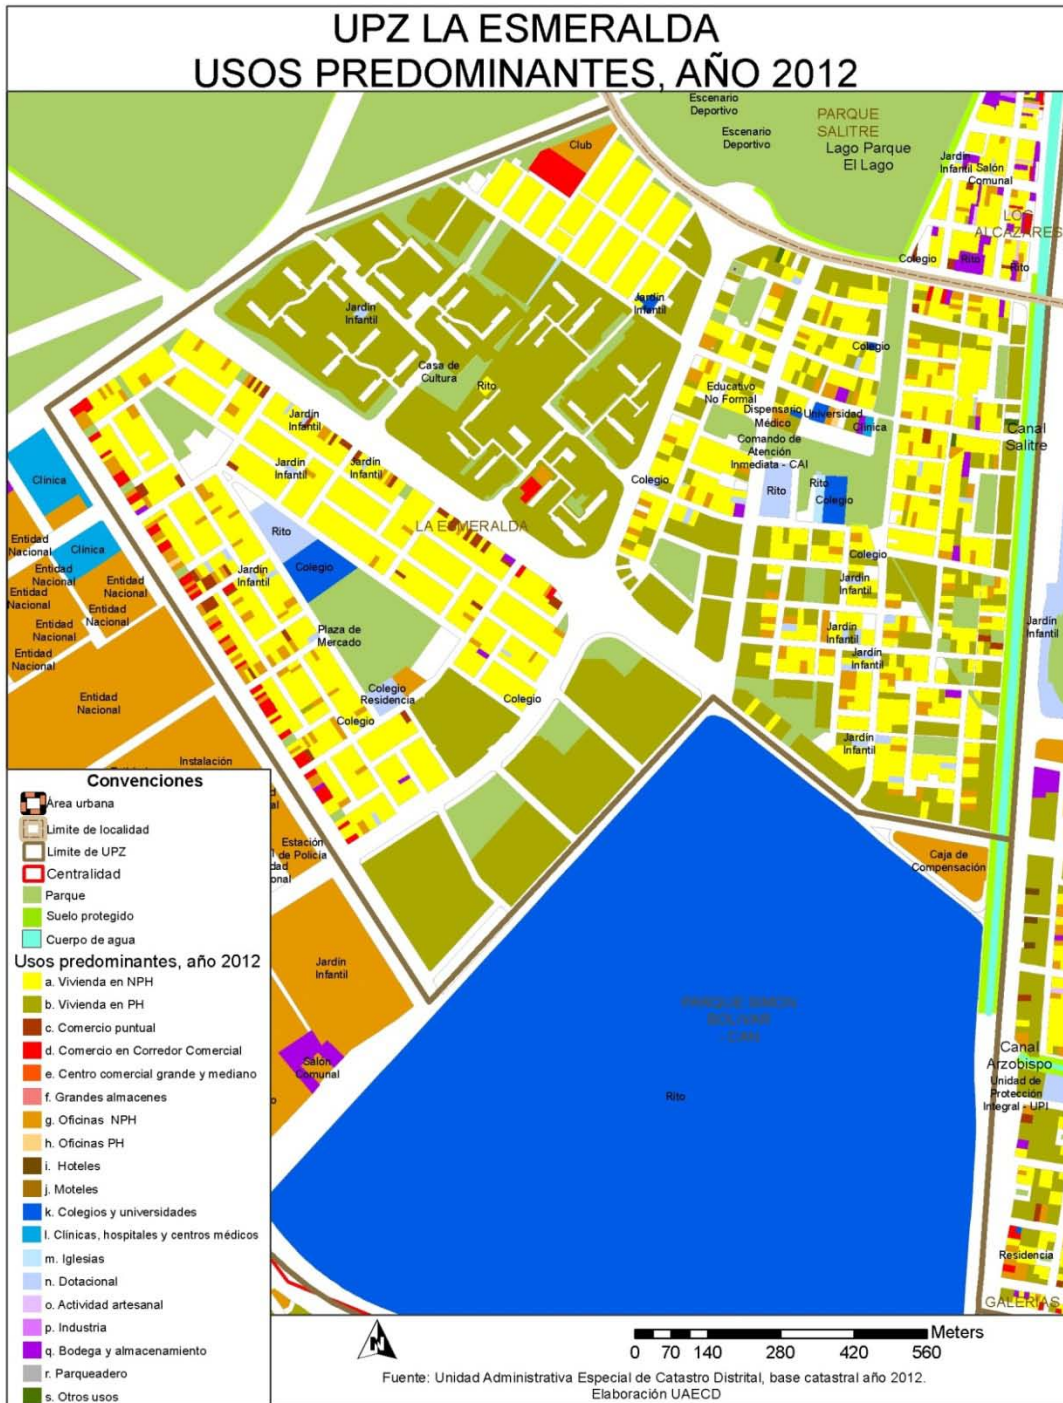 UPZ LA ESMERALDA
USOS PREDOMINANTES, AÑO 2012
Escenario
Deportivo
Escenario
Deportivo
PARQUE
SALITRE
Lago Parque
El Lago
Club
Jardín
Infantil
Salón
Comunal
LOS
ALCAZARES
Colegio
Rito
Rito
Jardín
Infantil
Jardín
Infantil
Colegio
Casa de
Cultura
Rito
Educativo
No Formal
Dispensario
Médico
Universidad
Clínica
Canal
Salitre
Jardín
Infantil
Comando de
Atención
Inmediata - CAI
Clínica
Jardín
Infantil
Jardín
Infantil
Colegio
Rito
Rito
Colegio
LA ESMERALDA
Rito
Entidad
Nacional
Clínica
Colegio
Entidad
Nacional
Entidad
Nacional
Jardín
Infantil
Colegio
Entidad
Nacional
Entidad
Nacional
Jardín
Infantil
Entidad
Nacional
Plaza de
Mercado
Jardín
Infantil
Jardín
Infantil
Entidad
Nacional
Jardín
Infantil
Entidad
Nacional
Colegio
Residencia
Colegio
Colegio
Jardín
Infantil
Instalación
Estación
de Policía
Caja de
Compensación
Jardín
Infantil
PARQUE SIMON
BOLIVAR
- CAN
Salón
Comunal
Canal
Arzobispo
Unidad de
Protección
Integral - UPI
Rito
Residencia
GALERIAS
Convenciones
Área urbana
Limite de localidad
Límite de UPZ
Centralidad
Parque
Suelo protegido
Cuerpo de agua
Usos predominantes, año 2012
a. Vivienda en NPH
b. Vivienda en PH
c. Comercio puntual
d. Comercio en Corredor Comercial
e. Centro comercial grande y mediano
f. Grandes almacenes
g. Oficinas NPH
h. Oficinas PH
i. Hoteles
j. Moteles
k. Colegios y universidades
l. Clínicas, hospitales y centros médicos
m. Iglesias
n. Dotacional
o. Actividad artesanal
p. Industria
q. Bodega y almacenamiento
r. Parqueadero
s. Otros usos
N
Meters
0 70 140 280 420 560
Fuente: Unidad Administrativa Especial de Catastro Distrital, base catastral año 2012.
Elaboración UAECD